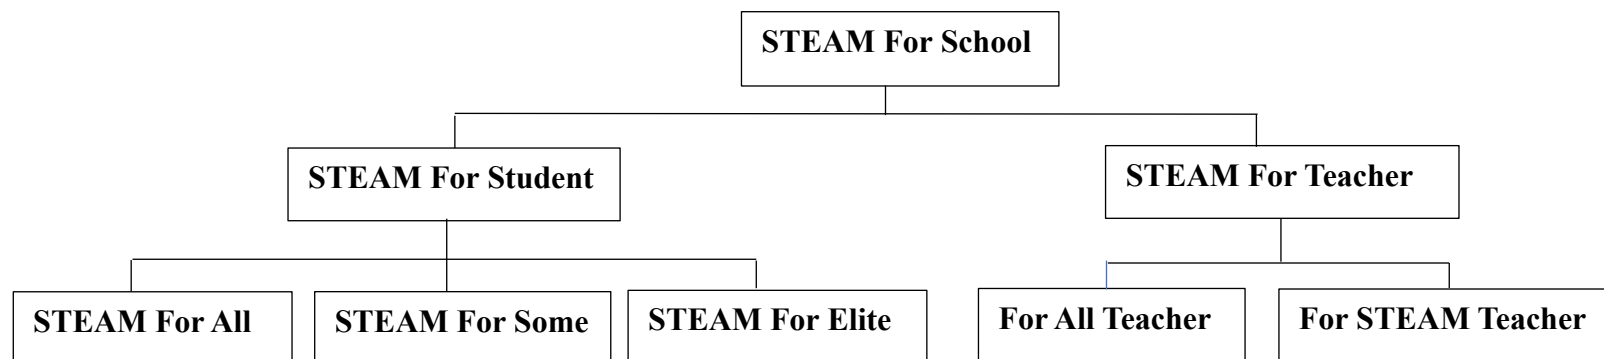 STEAM For School
STEAM For Student
STEAM For Teacher
STEAM For All
STEAM For Some
STEAM For Elite
For All Teacher
For STEAM Teacher